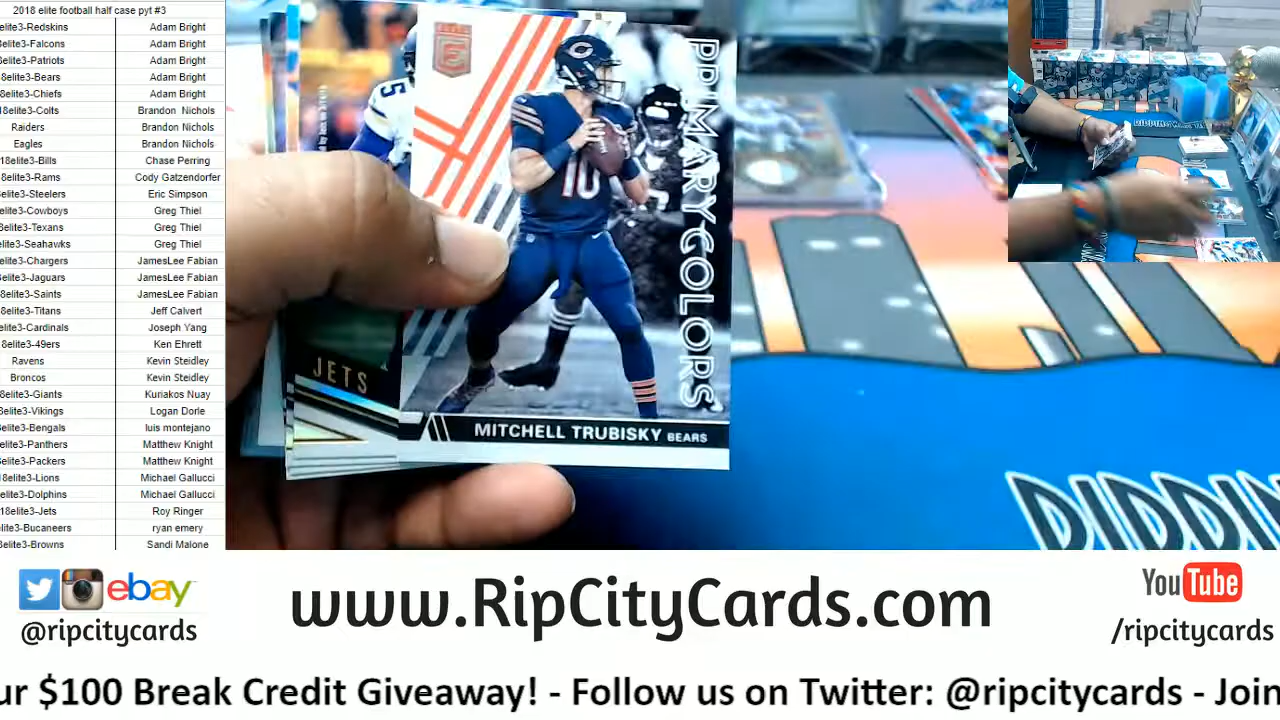 2018 elite football half case pyt #3
elite3-Redskins Adam Bright
8elite3-Falcons Adam Bright
8elite3-Patriots Adam Bright
8elite3-Bears Adam Bright
8elite3-Chiefs Adam Bright
18elite3-Colts Brandon Nichols
Raiders Brandon Nichols
Eagles Brandon Nichols
18elite3-Bills Chase Perring
18elite3-Rams Cody Gatzendorfer
elite3-Steelers Eric Simpson
elite3-Cowboys Greg Thiel
8elite3-Texans Greg Thiel
elite3-Seahawks Greg Thiel
elite3-Chargers JamesLee Fabian
elite3-Jaguars JamesLee Fabian
8elite3-Saints JamesLee Fabian
18elite3-Titans Jeff Calvert
elite3-Cardinals Joseph Yang
8elite3-49ers Ken Ehrett
Ravens Kevin Steidley
Broncos Kevin Steidley
8elite3-Giants Kuriakos Nuay
8elite3-Vikings Logan Dorle
elite3-Bengals luis montejano
elite3-Panthers Matthew Knight
elite3-Packers Matthew Knight
18elite3-Lions Michael Gallucci
elite3-Dolphins Michael Gallucci
18elite3-Jets Roy Ringer
lite3-Bucaneers ryan emery
8elite3-Browns Sandi Malone
E
PRIMARY COLORS
5
10
JETS
MITCHELL TRUBISKY BEARS
RIPPIN
ebay
@ripcitycards
www.RipCityCards.com
YouTube
/ripcitycards
ur $100 Break Credit Giveaway! - Follow us on Twitter: @ripcitycards - Join